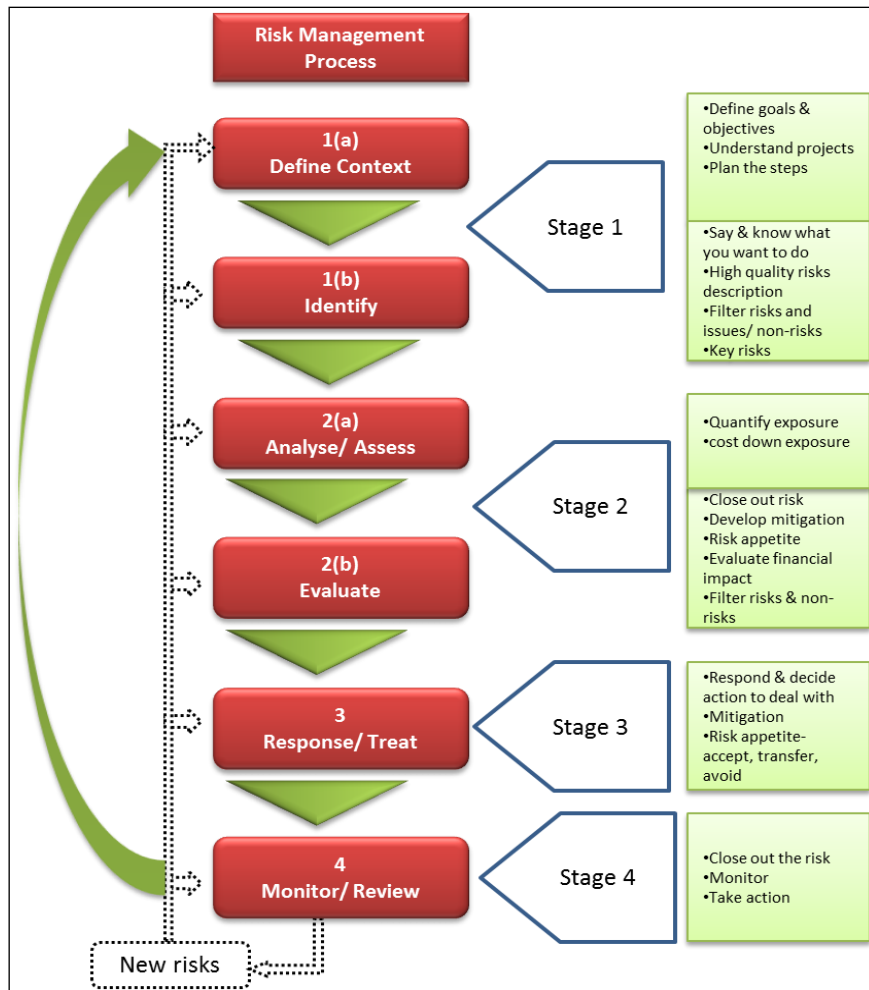 Risk Management
Process
1(a)
Define Context
•Define goals &
objectives
•Understand projects
•Plan the steps
Stage 1
1(b)
Identify
•Say & know what
you want to do
•High quality risks
description
•Filter risks and
issues/ non-risks
•Key risks
2(a)
Analyse/ Assess
•Quantify exposure
•cost down exposure
Stage 2
2(b)
Evaluate
•Close out risk
•Develop mitigation
•Risk appetite
•Evaluate financial
impact
•Filter risks & non-
risks
3
Response/ Treat
Stage 3
•Respond & decide
action to deal with
•Mitigation
•Risk appetite-
accept, transfer,
avoid
4
Monitor/ Review
Stage 4
•Close out the risk
•Monitor
•Take action
New risks